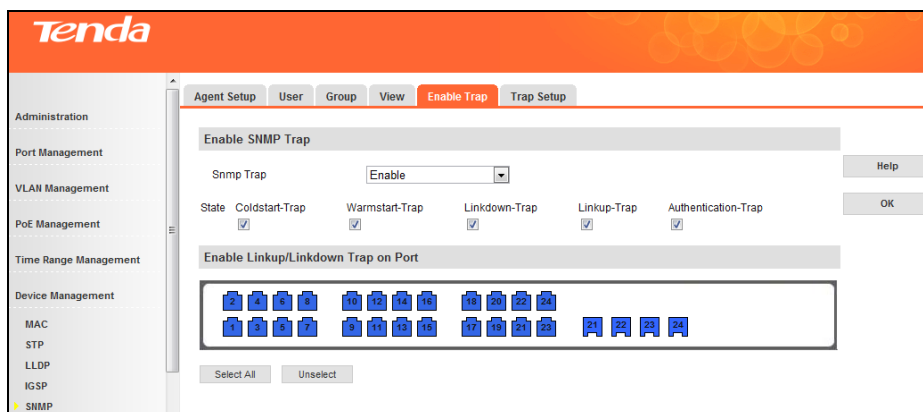 Tenda
Agent Setup User Group View Enable Trap Trap Setup
Administration
Port Management
VLAN Management
PoE Management
Time Range Management
Device Management
MAC
STP
LLDP
IGSP
SNMP
Enable SNMP Trap
Snmp Trap Enable
State Coldstart-Trap Warmstart-Trap Linkdown-Trap Linkup-Trap Authentication-Trap
Enable Linkup/Linkdown Trap on Port
2 4 6 8 10 12 14 16 18 20 22 24
1 3 5 7 9 11 13 15 17 19 21 23 21 22 23 24
Select All Unselect
Help
OK